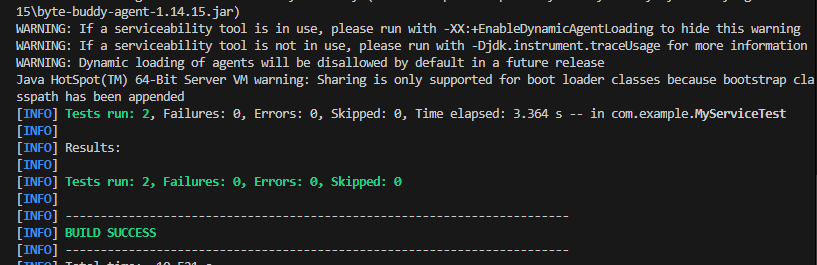 15\byte-buddy-agent-1.14.15.jar)
WARNING: If a serviceability tool is in use, please run with -XX:+EnableDynamicAgentLoading to hide this warning
WARNING: If a serviceability tool is not in use, please run with -Djdk.instrument.traceUsage for more information
WARNING: Dynamic loading of agents will be disallowed by default in a future release
Java HotSpot(TM) 64-Bit Server VM warning: Sharing is only supported for boot loader classes because bootstrap cla
sspath has been appended
[INFO] Tests run: 2, Failures: 0, Errors: 0, Skipped: 0, Time elapsed: 3.364 s -- in com.example.MyServiceTest
[INFO]
[INFO] Results:
[INFO]
[INFO] Tests run: 2, Failures: 0, Errors: 0, Skipped: 0
[INFO]
[INFO] ------------------------------------------------------------------------
[INFO] BUILD SUCCESS
[INFO] ------------------------------------------------------------------------
[INFO] Total time: